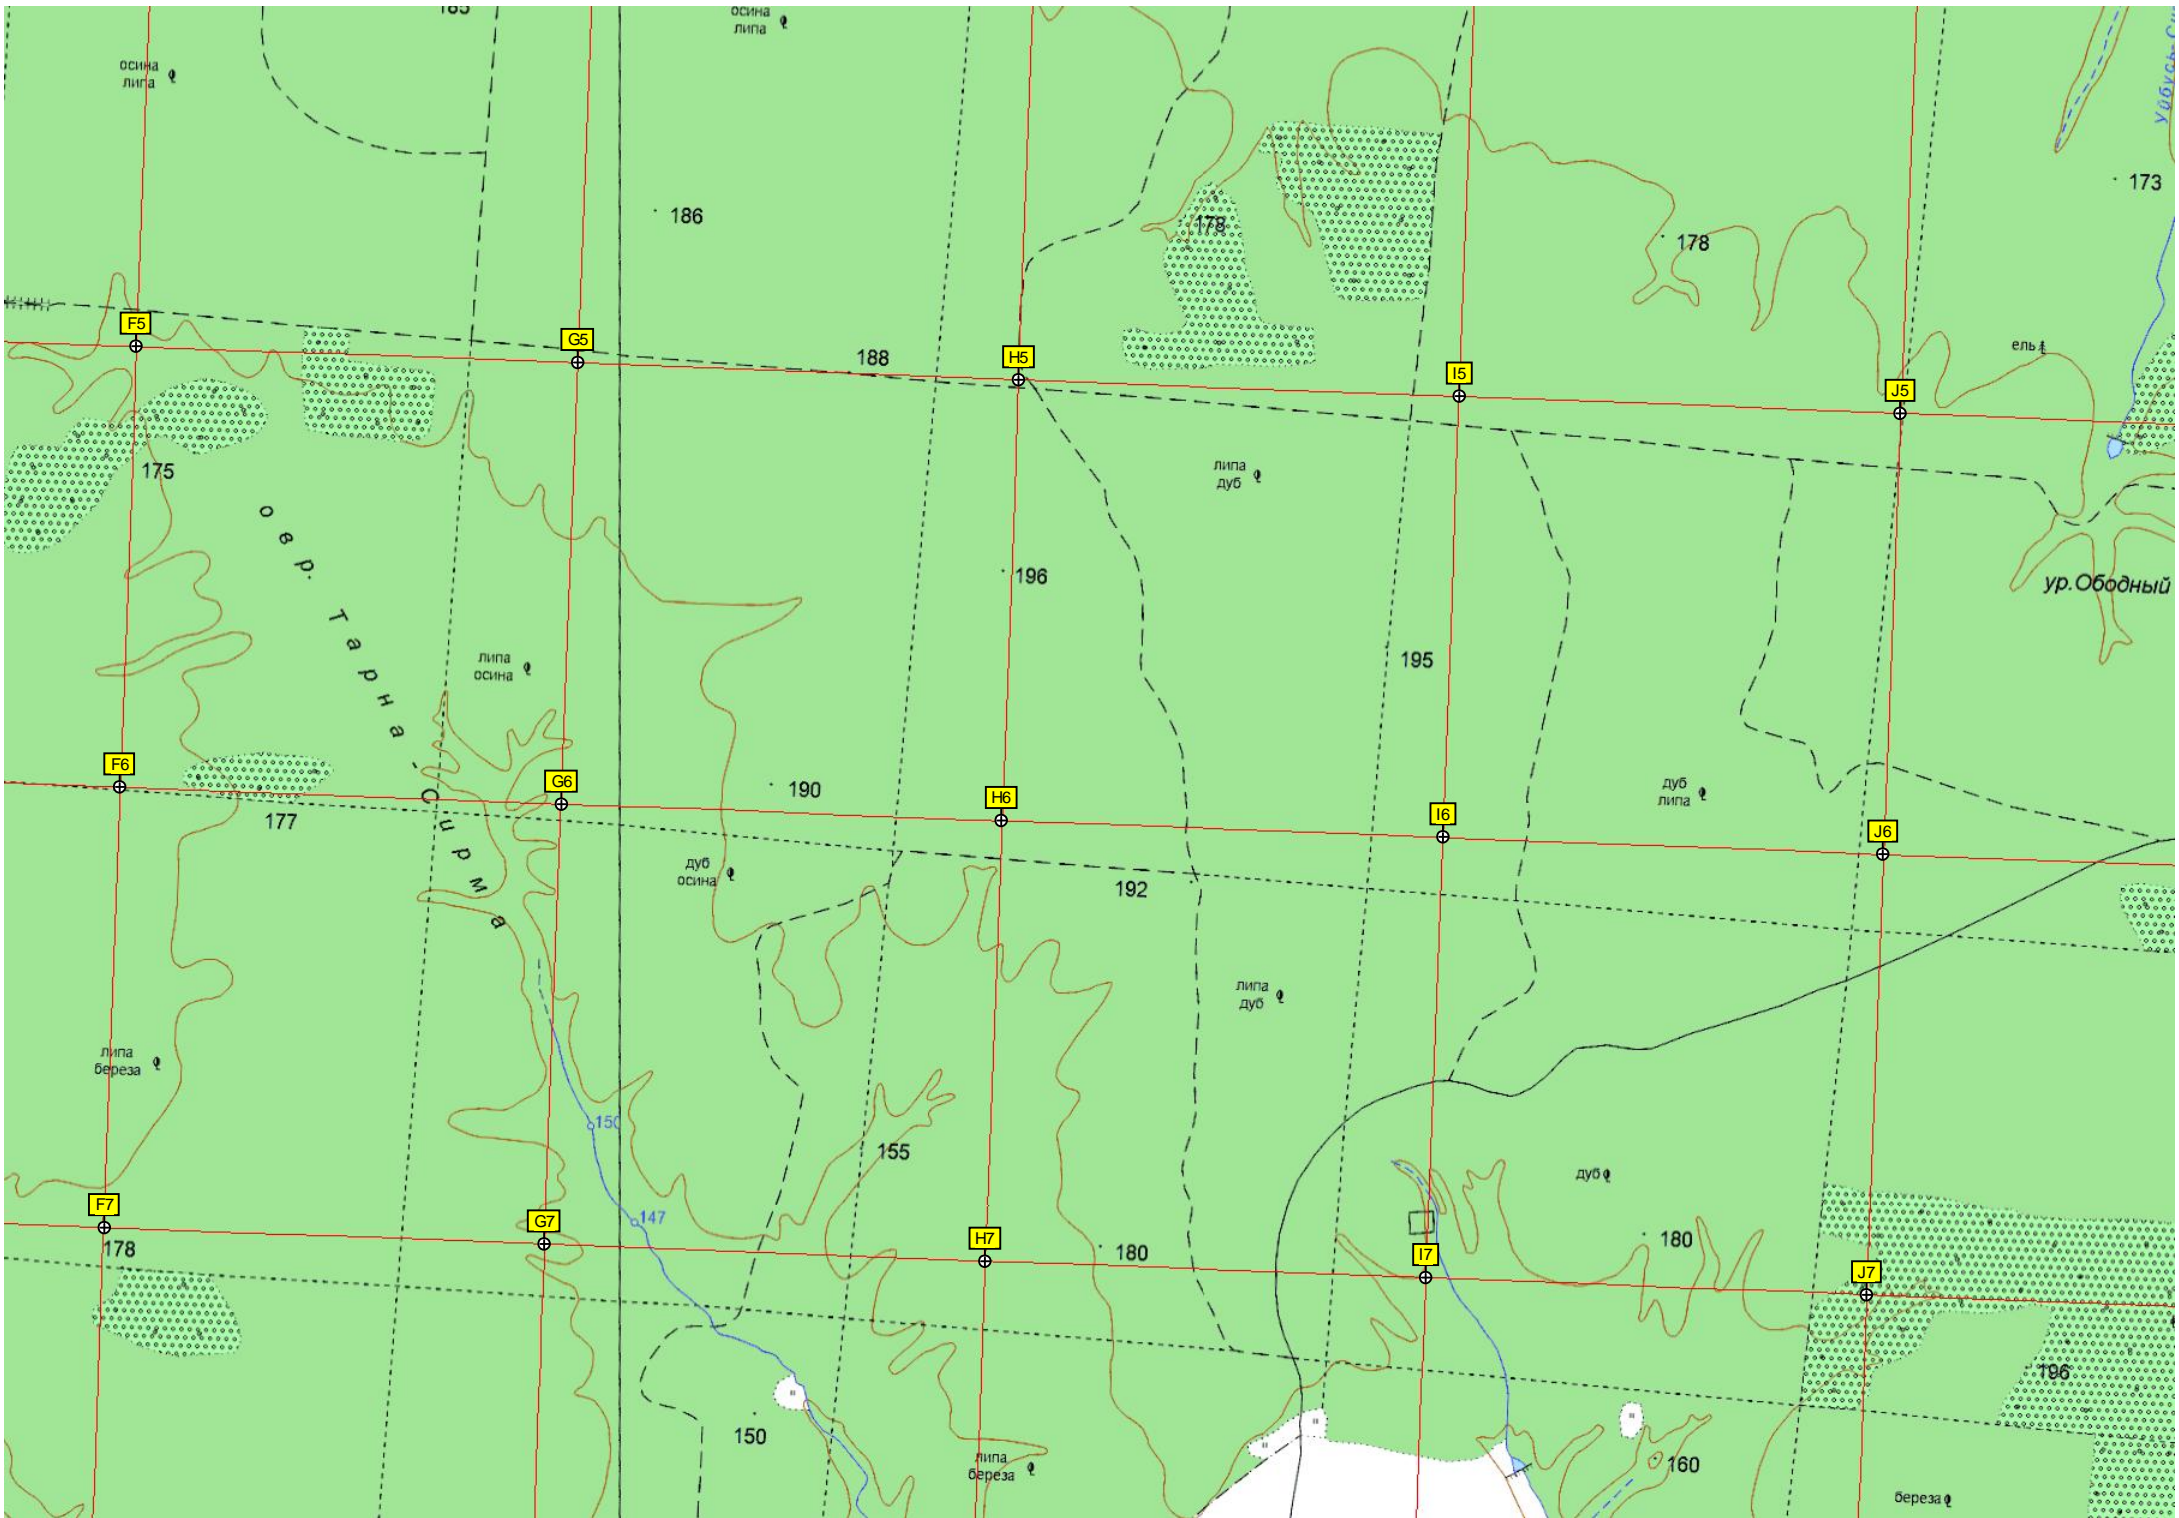 185
осина
липа
осина
липа
Уйбусь-Си
173
186
178
178
F5
G5
188
H5
I5
ель
J5
175
липа
дуб
овр. Тарна-Сирма
196
ур.Ободный
195
липа
осина
F6
G6
190
H6
I6
дуб
липа
J6
177
дуб
осина
192
липа
дуб
липа
береза
150
155
дуб
F7
G7
147
H7
180
I7
180
J7
178
196
150
липа
береза
160
береза